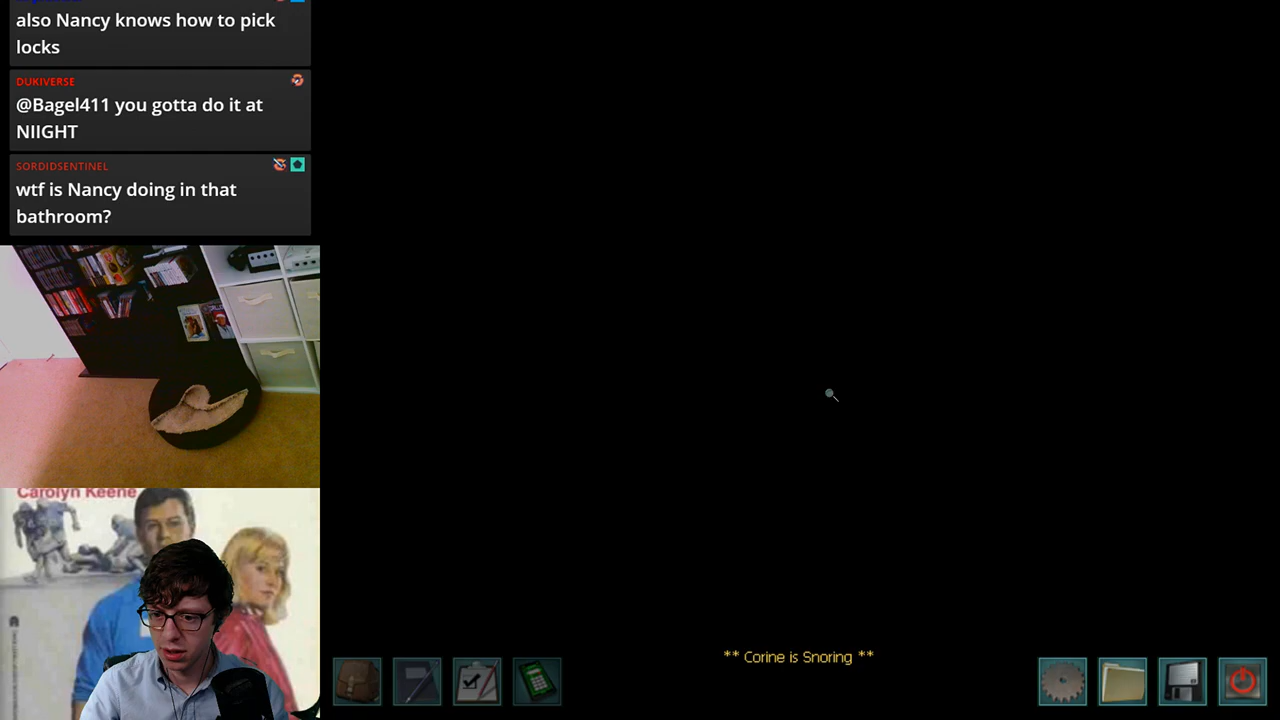 also Nancy knows how to pick
locks
DUKIVERSE
@Bagel411 you gotta do it at
NIIGHT
SORDIDSENTINEL
wtf is Nancy doing in that
bathroom?
Carolyn Keene
** Corine is Snoring **